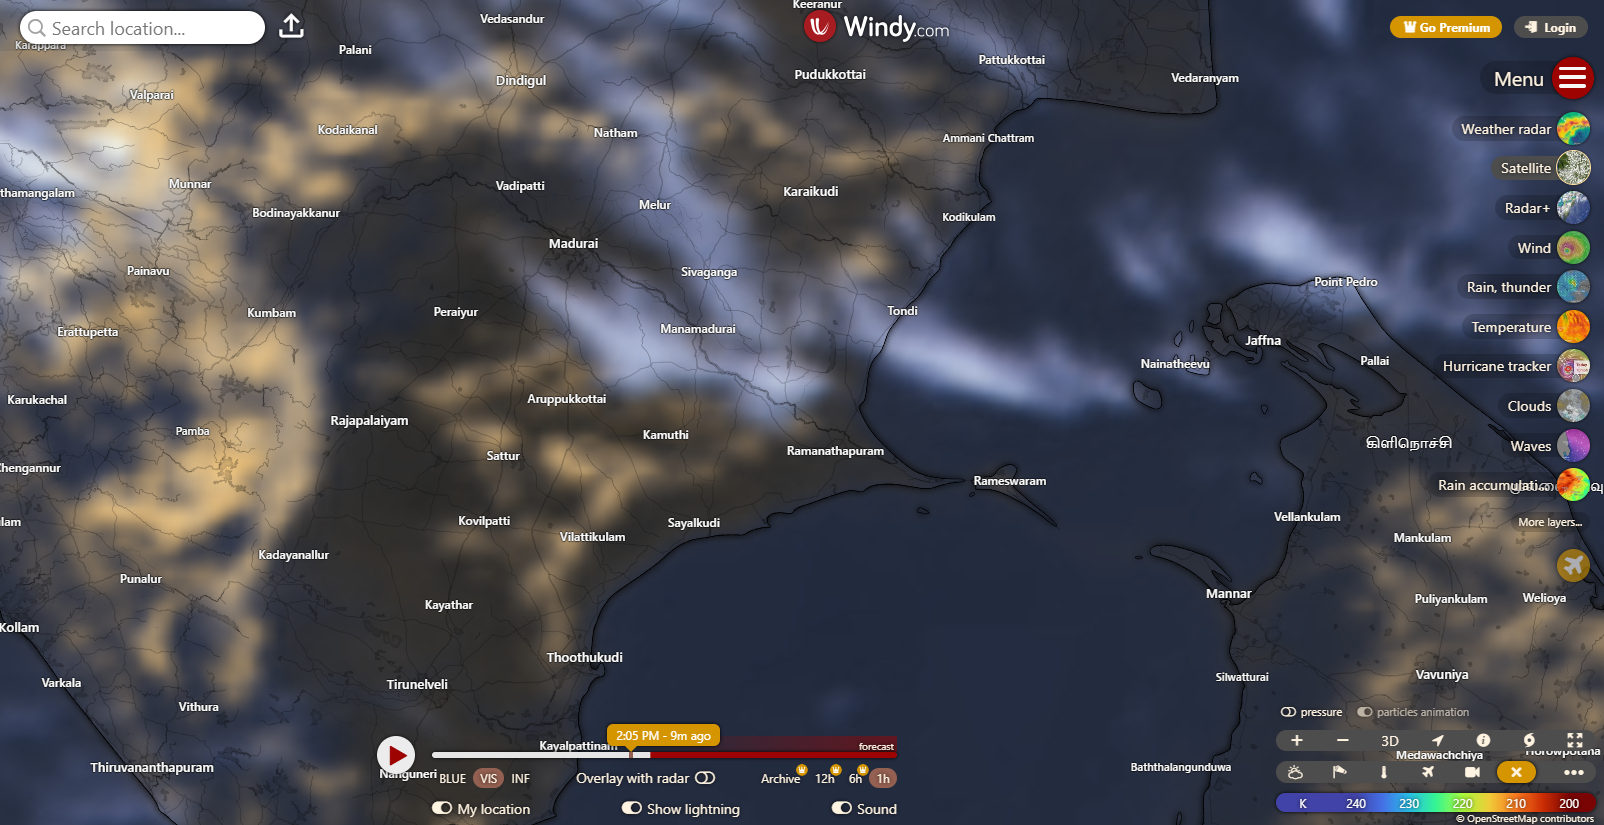 Search location...
Windy.com
Go Premium
Login
Menu
Weather radar
Satellite
Radar+
Wind
Rain, thunder
Temperature
Hurricane tracker
Clouds
Waves
Rain accumulati...
More layers...
Keeranur
Vedasandur
Karappara
Palani
Pattukkottai
Pudukkottai
Vedaranyam
Dindigul
Valparai
Kodaikanal
Natham
Ammani Chattram
Munnar
Vadipatti
Karaikudi
thamangalam
Bodinayakkanur
Melur
Kodikulam
Madurai
Painavu
Sivaganga
Point Pedro
Kumbam
Peraiyur
Tondi
Erattupetta
Manamadurai
Jaffna
Nainatheevu
Pallai
Karukachal
Aruppukkottai
Rajapalaiyam
Pamba
Kamuthi
கிளிநொச்சி
Sattur
Ramanathapuram
Chengannur
Rameswaram
Kovilpatti
Sayalkudi
Vellankulam
Vilattikulam
Mankulam
Kadayanallur
Punalur
Mannar
Puliyankulam
Welioya
Kayathar
Kollam
Thoothukudi
Vavuniya
Silwatturai
Varkala
Tirunelveli
Vithura
Kayalpattinam
Thiruvananthapuram
Nanguneri
Baththalangunduwa
Medawachchiya
Horowpotana
2:05 PM - 9m ago
forecast
BLUE VIS INF
Overlay with radar
Archive 12h 6h 1h
My location
Show lightning
Sound
pressure
particles animation
3D
K 240 230 220 210 200
© OpenStreetMap contributors